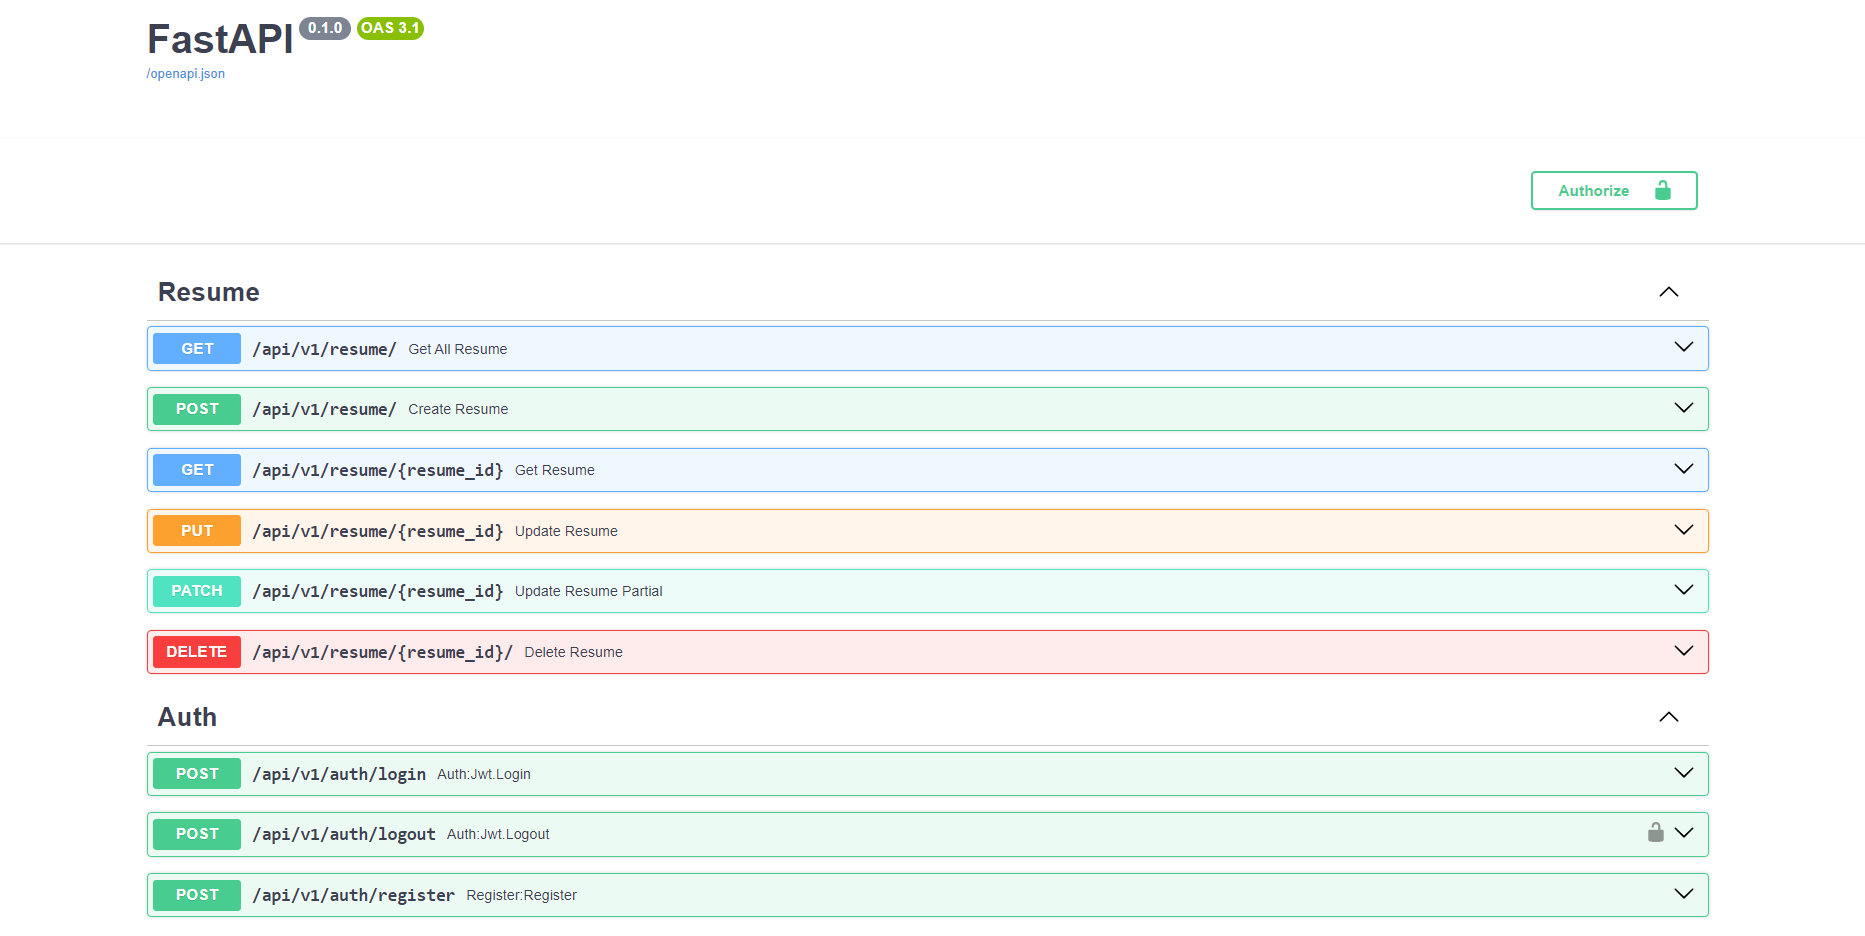 FastAPI 0.1.0 OAS 3.1
/openapi.json
Authorize
Resume
GET /api/v1/resume/ Get All Resume
POST /api/v1/resume/ Create Resume
GET /api/v1/resume/{resume_id} Get Resume
PUT /api/v1/resume/{resume_id} Update Resume
PATCH /api/v1/resume/{resume_id} Update Resume Partial
DELETE /api/v1/resume/{resume_id}/ Delete Resume
Auth
POST /api/v1/auth/login Auth:Jwt.Login
POST /api/v1/auth/logout Auth:Jwt.Logout
POST /api/v1/auth/register Register:Register